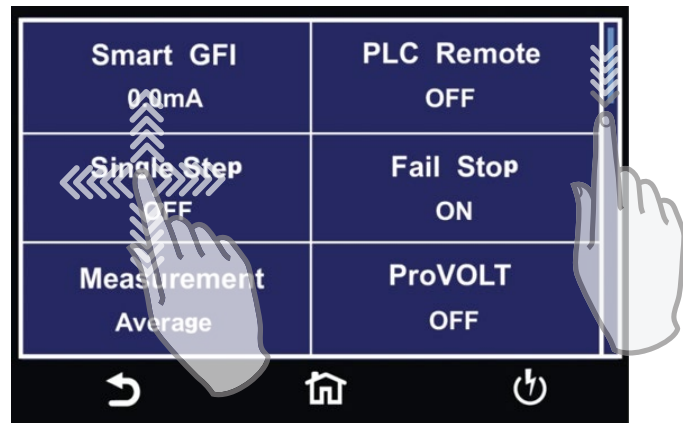 Smart GFI
0.0mA
PLC Remote
OFF
Single Step
OFF
Fail Stop
ON
Measurement
Average
ProVOLT
OFF